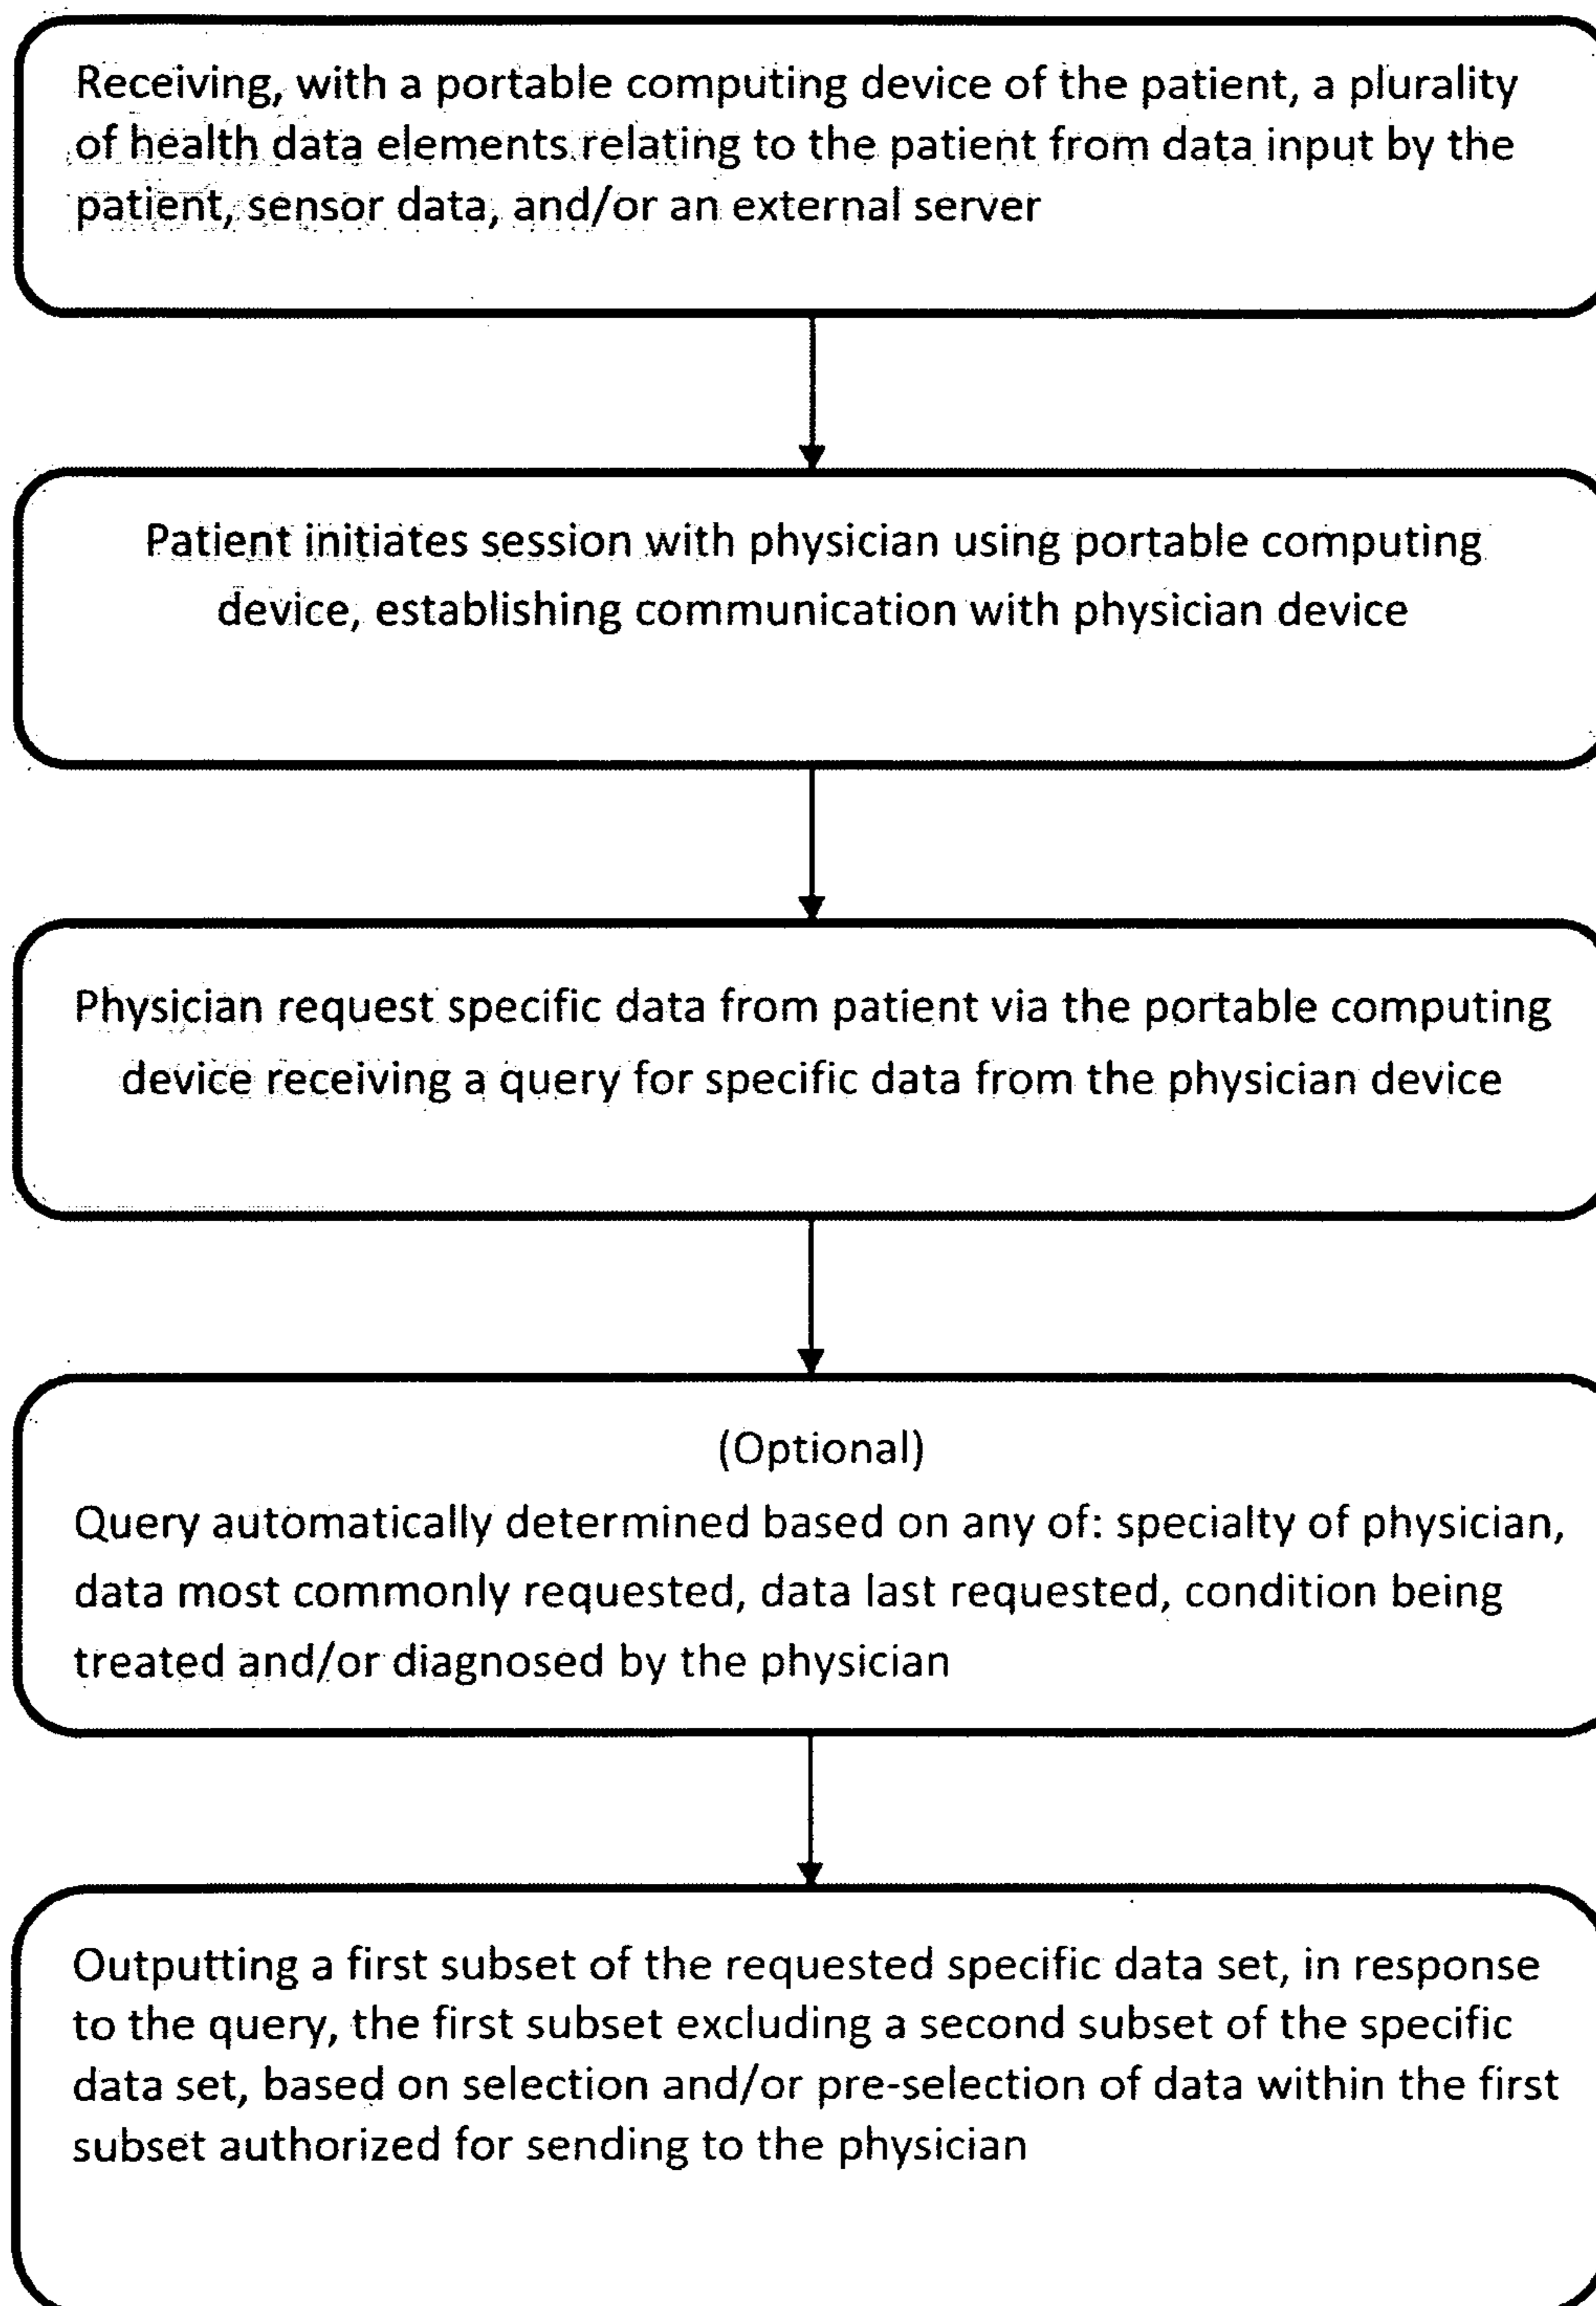 Receiving, with a portable computing device of the patient, a plurality
of health data elements relating to the patient from data input by the
patient, sensor data, and/or an external server
Patient initiates session with physician using portable computing
device, establishing communication with physician device
Physician request specific data from patient via the portable computing
device receiving a query for specific data from the physician device
(Optional)
Query automatically determined based on any of: specialty of physician,
data most commonly requested, data last requested, condition being
treated and/or diagnosed by the physician
Outputting a first subset of the requested specific data set, in response
to the query, the first subset excluding a second subset of the specific
data set, based on selection and/or pre-selection of data within the first
subset authorized for sending to the physician